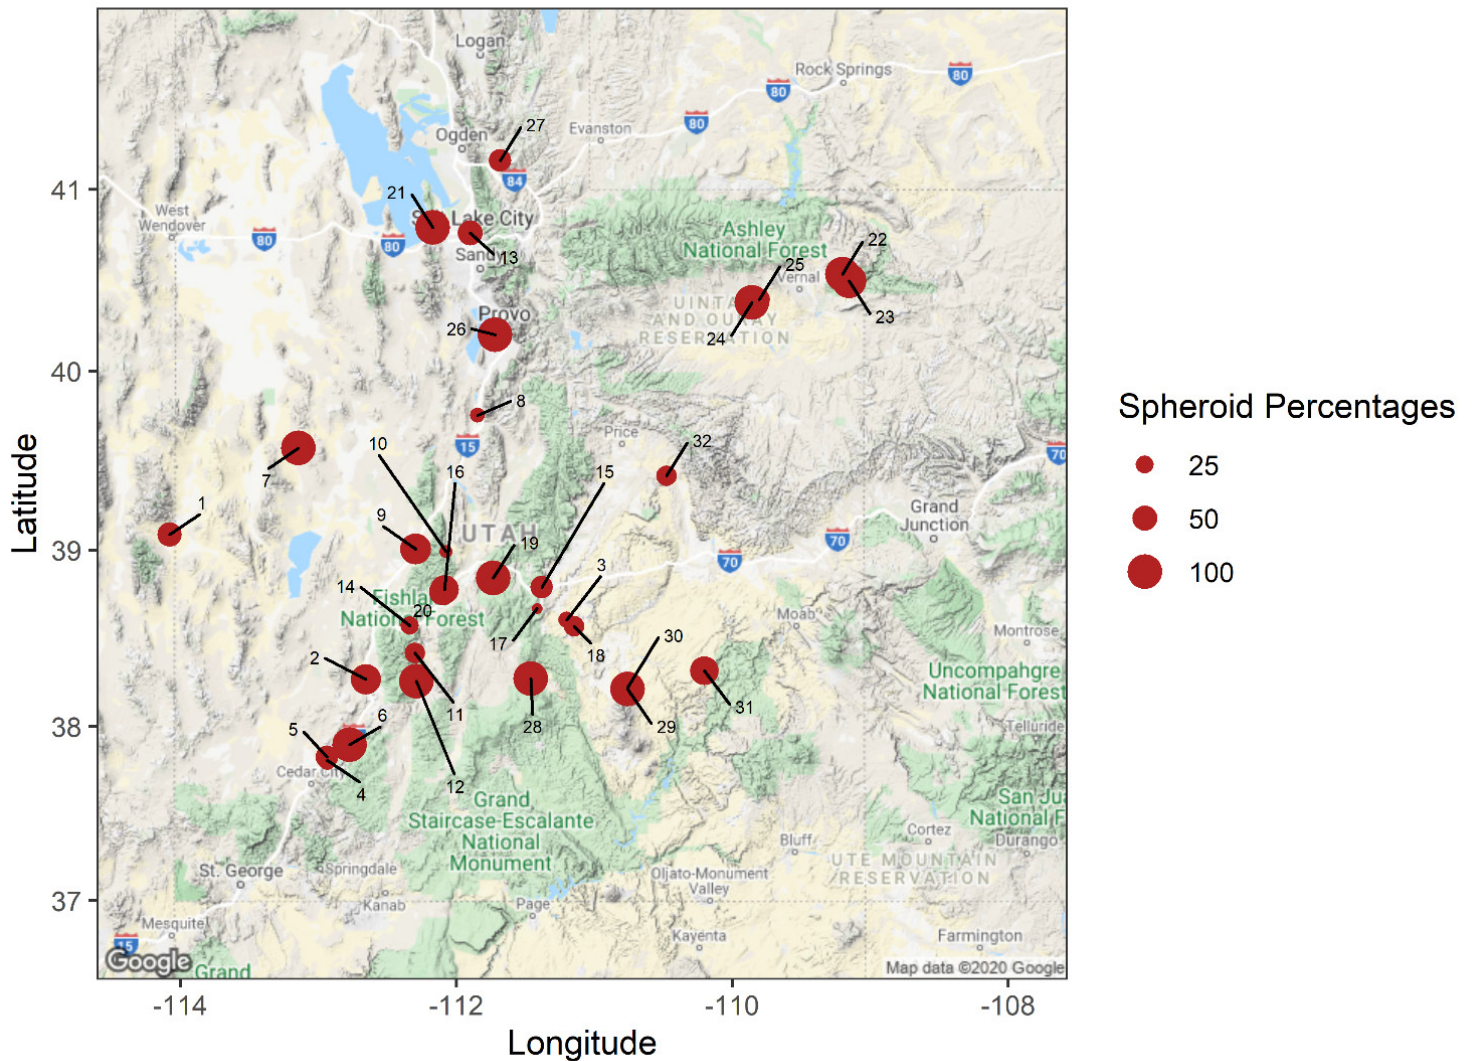 Logan
Rock Springs
80
80
80
Ogden
27
Evanston
84
41
21
West
Wendover
Lake City
80
80
Sandy
13
Ashley
National Forest
22
25
Vernal
23
24
UINTA
AND OURAY
RESERVATION
Provo
26
40
8
10
15
Price
32
70
16
15
7
1
Grand
Junction
9
UTAH
19
70
70
39
3
14
20
Fishla
National Forest
17
18
Moab
Montrose
30
2
Uncompahgre
National Forest
38
6
11
28
29
31
Telluride
5
Cedar City
4
12
Grand
Staircase-Escalante
National
Monument
San Jua
National F
Cortez
Durango
Bluff
UTE MOUNTAIN
RESERVATION
St. George
Springdale
Oljato-Monument
Valley
37
Kanab
Page
Mesquite
15
Kayenta
Farmington
Google
Grand
Map data ©2020 Google
-114
-112
-110
-108
Longitude
Latitude
Spheroid Percentages
25
50
100